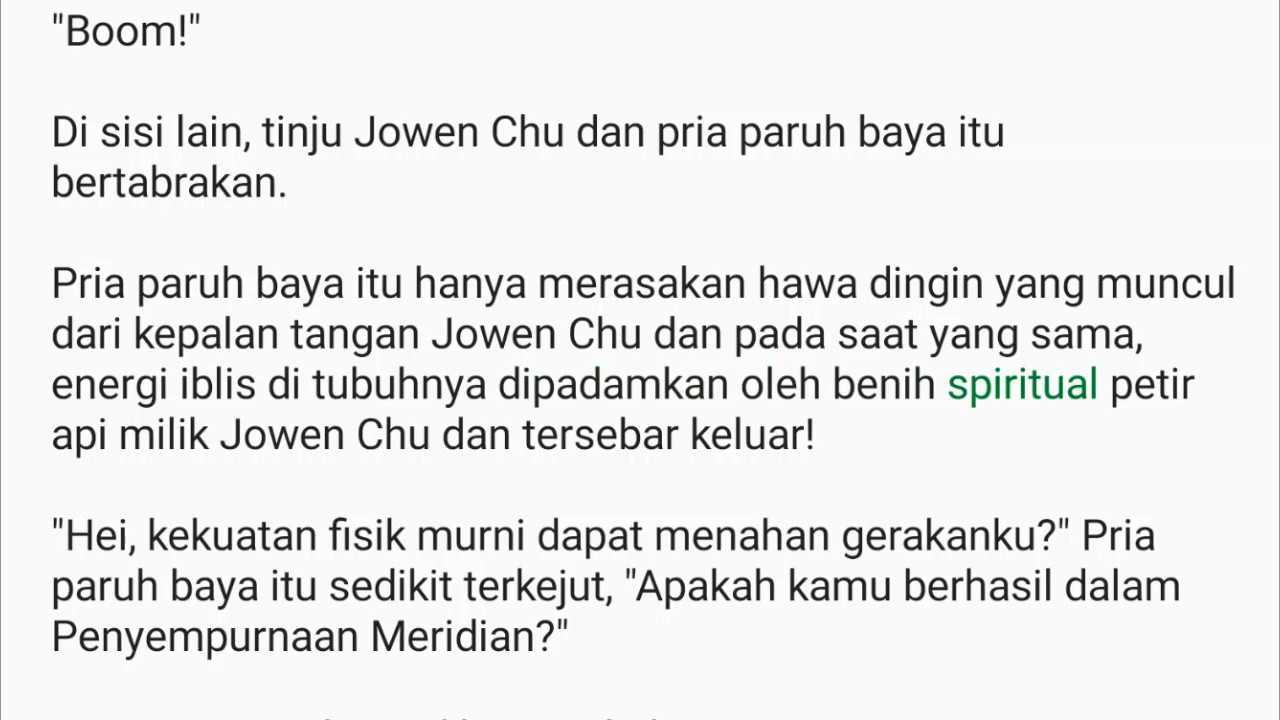 "Boom!"
Di sisi lain, tinju Jowen Chu dan pria paruh baya itu
bertabrakan.
Pria paruh baya itu hanya merasakan hawa dingin yang muncul
dari kepalan tangan Jowen Chu dan pada saat yang sama,
energi iblis di tubuhnya dipadamkan oleh benih spiritual petir
api milik Jowen Chu dan tersebar keluar!
"Hei, kekuatan fisik murni dapat menahan gerakanku?" Pria
paruh baya itu sedikit terkejut, "Apakah kamu berhasil dalam
Penyempurnaan Meridian?"